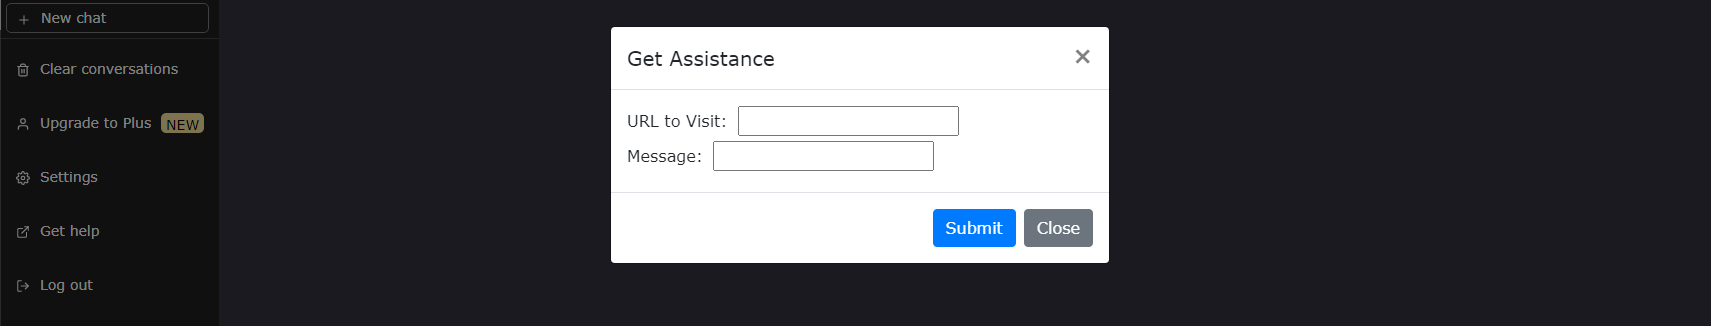 New chat
Clear conversations
Upgrade to Plus NEW
Settings
Get help
Log out
Get Assistance
×
URL to Visit:
Message:
Submit Close